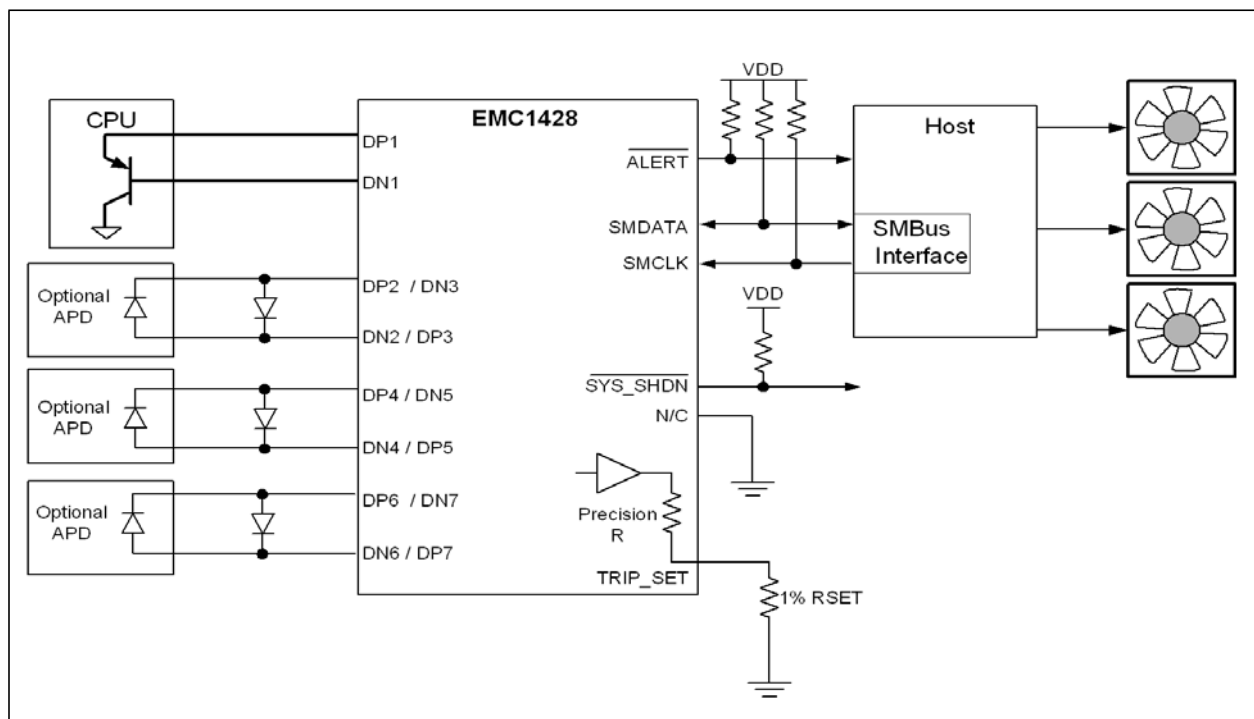 CPU
EMC1428
DP1
DN1
Optional
APD
DP2 / DN3
DN2 / DP3
Optional
APD
DP4 / DN5
DN4 / DP5
Optional
APD
DP6 / DN7
DN6 / DP7
VDD
Host
ALERT
SMDATA
SMCLK
SMBus
Interface
VDD
SYS_SHDN
N/C
Precision
R
TRIP_SET
1% RSET